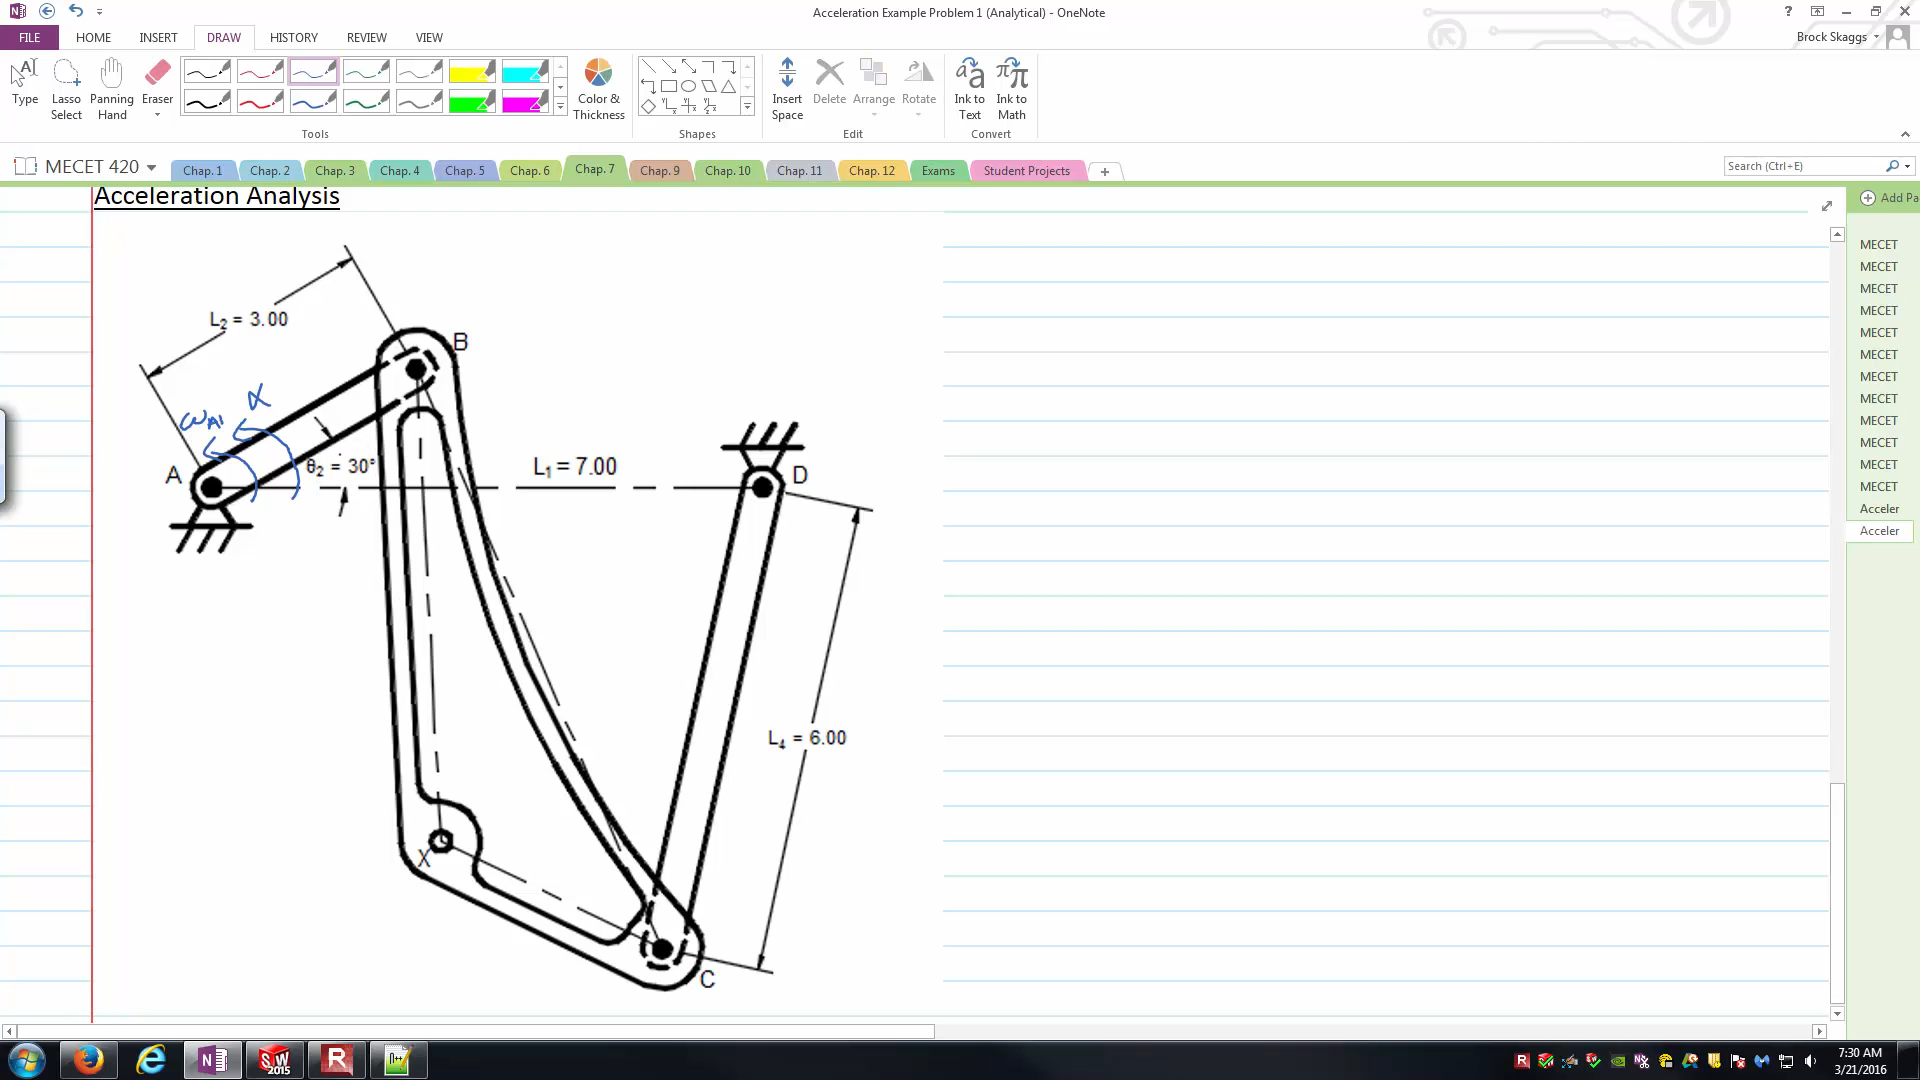 Acceleration Example Problem 1 (Analytical) - OneNote
?
FILE HOME INSERT DRAW HISTORY REVIEW VIEW
Brock Skaggs
Type
Lasso Select
Panning Hand
Eraser
Color & Thickness
Insert Space
Delete
Arrange
Rotate
Ink to Text
Ink to Math
Tools
Shapes
Edit
Convert
MECET 420
Chap. 1 Chap. 2 Chap. 3 Chap. 4 Chap. 5 Chap. 6 Chap. 7 Chap. 9 Chap. 10 Chap. 11 Chap. 12 Exams Student Projects
Search (Ctrl+E)
Acceleration Analysis
Add Pa
MECET
MECET
MECET
MECET
MECET
MECET
MECET
MECET
MECET
MECET
MECET
MECET
Acceler
Acceler
L₂ = 3.00
B
α
A
θ₂ = 30°
L₁ = 7.00
D
L₄ = 6.00
X
C
SW 2015
R
N++
7:30 AM
3/21/2016